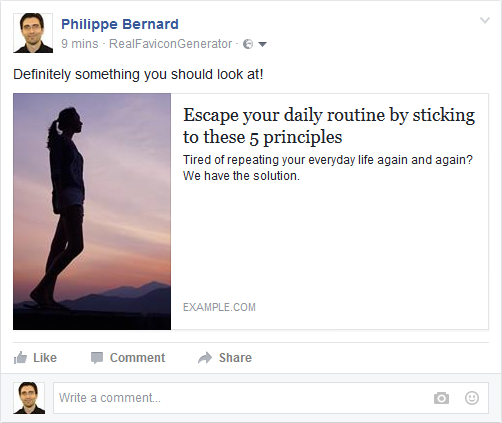 Philippe Bernard
9 mins · RealFaviconGenerator ·
Definitely something you should look at!
Escape your daily routine by sticking
to these 5 principles
Tired of repeating your everyday life again and again?
We have the solution.
EXAMPLE.COM
Like Comment Share
Write a comment...